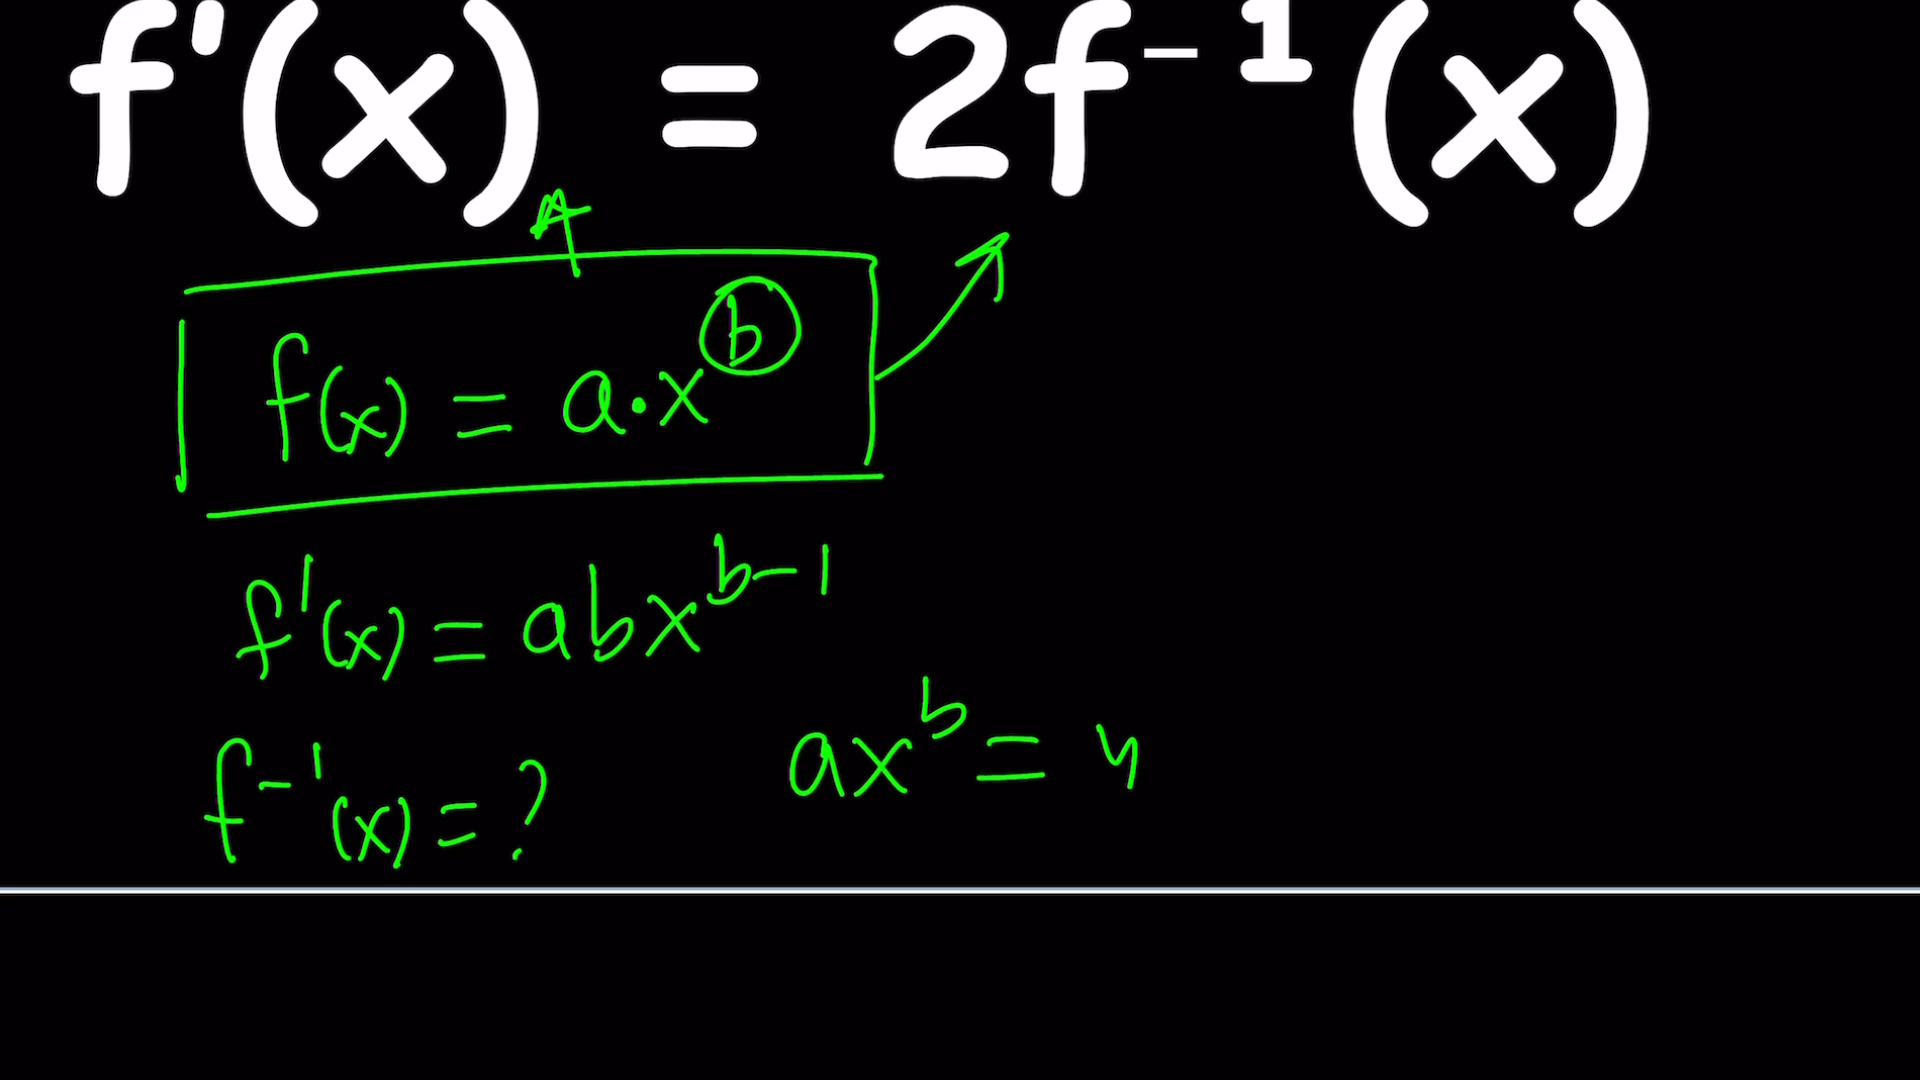 f'(x) = 2f⁻¹(x)
f(x) = a·x^b
f'(x) = abx^(b-1)
ax^b = y
f⁻¹(x) = ?